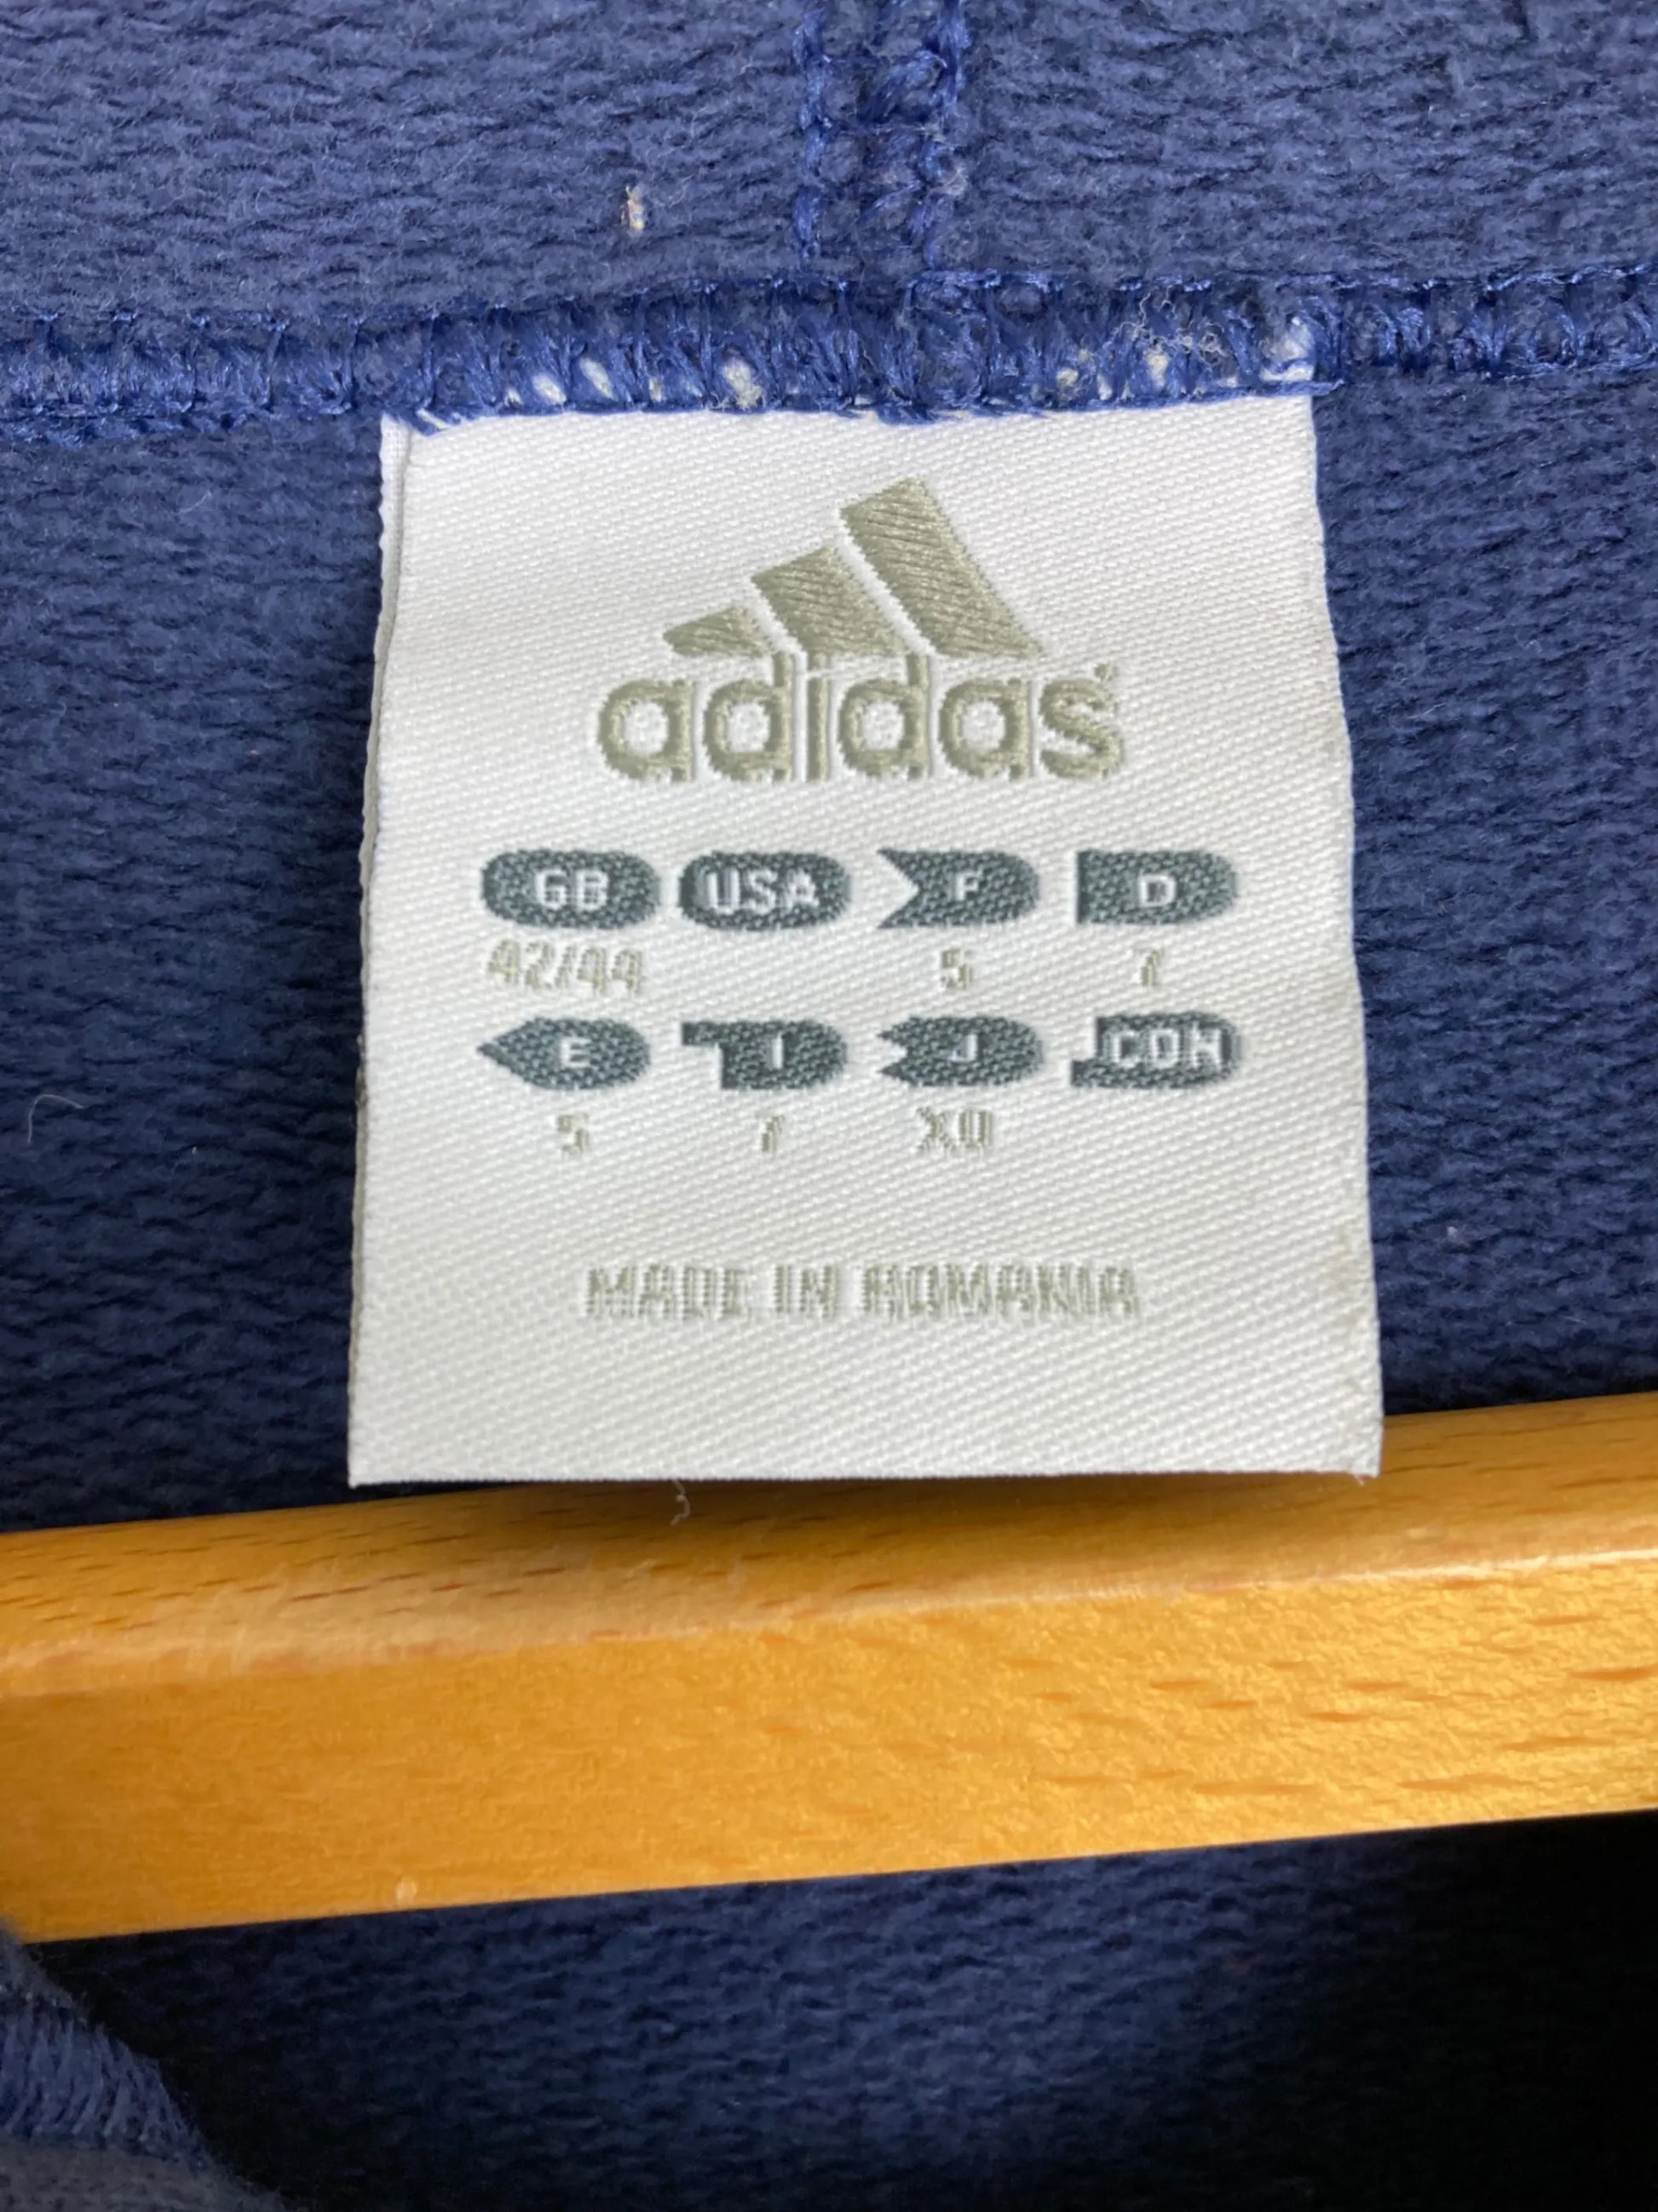 adidas
GB USA F D
42/44 5 7
E I J CDN
5 7 XO
MADE IN ROMANIA